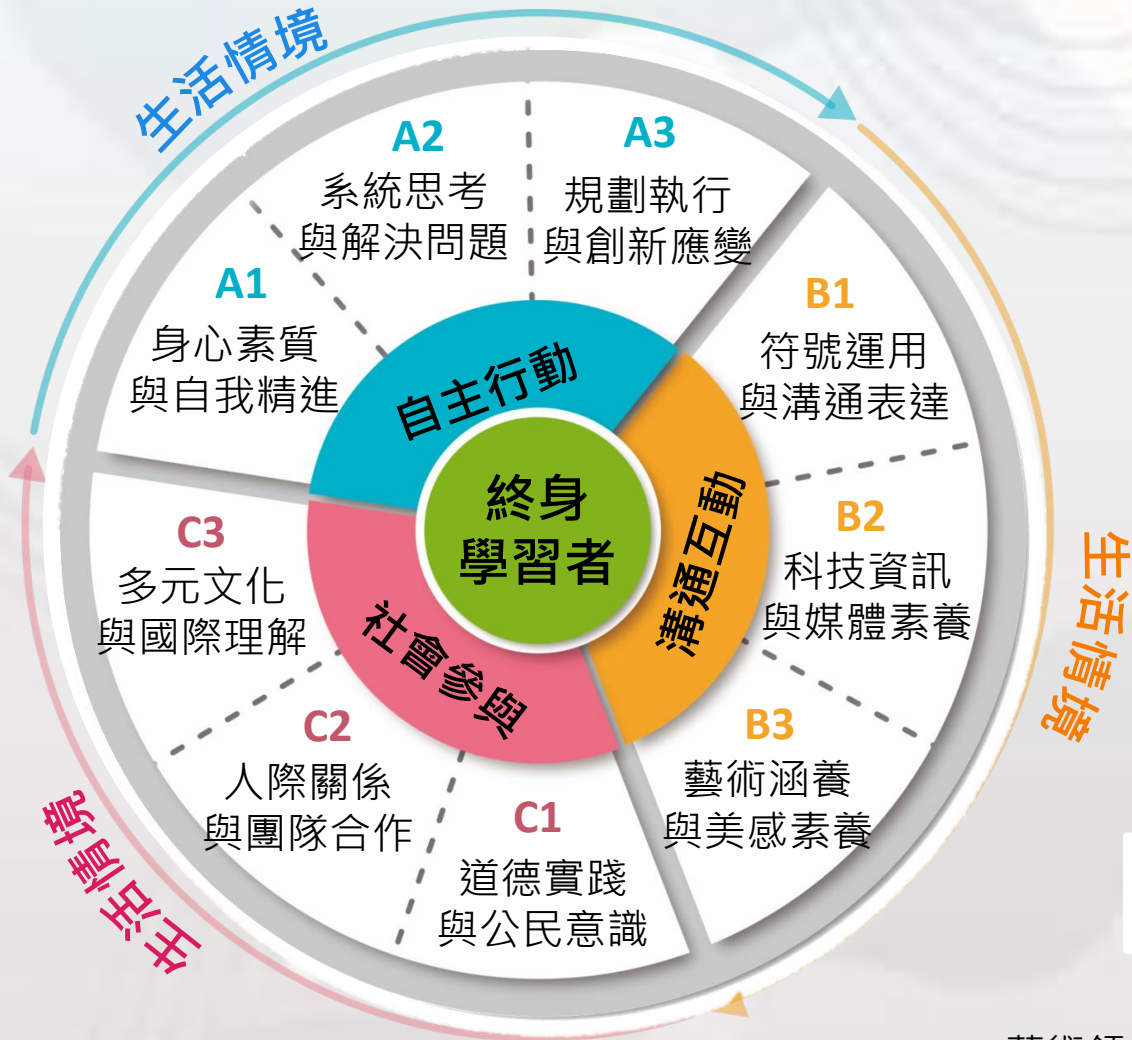 生活情境
A1
身心素質
與自我精進
A2
系統思考
與解決問題
A3
規劃執行
與創新應變
B1
符號運用
與溝通表達
B2
科技資訊
與媒體素養
B3
藝術涵養
與美感素養
C1
道德實踐
與公民意識
C2
人際關係
與團隊合作
C3
多元文化
與國際理解
自主行動
溝通互動
社會參與
終身
學習者
生活情境
生活情境